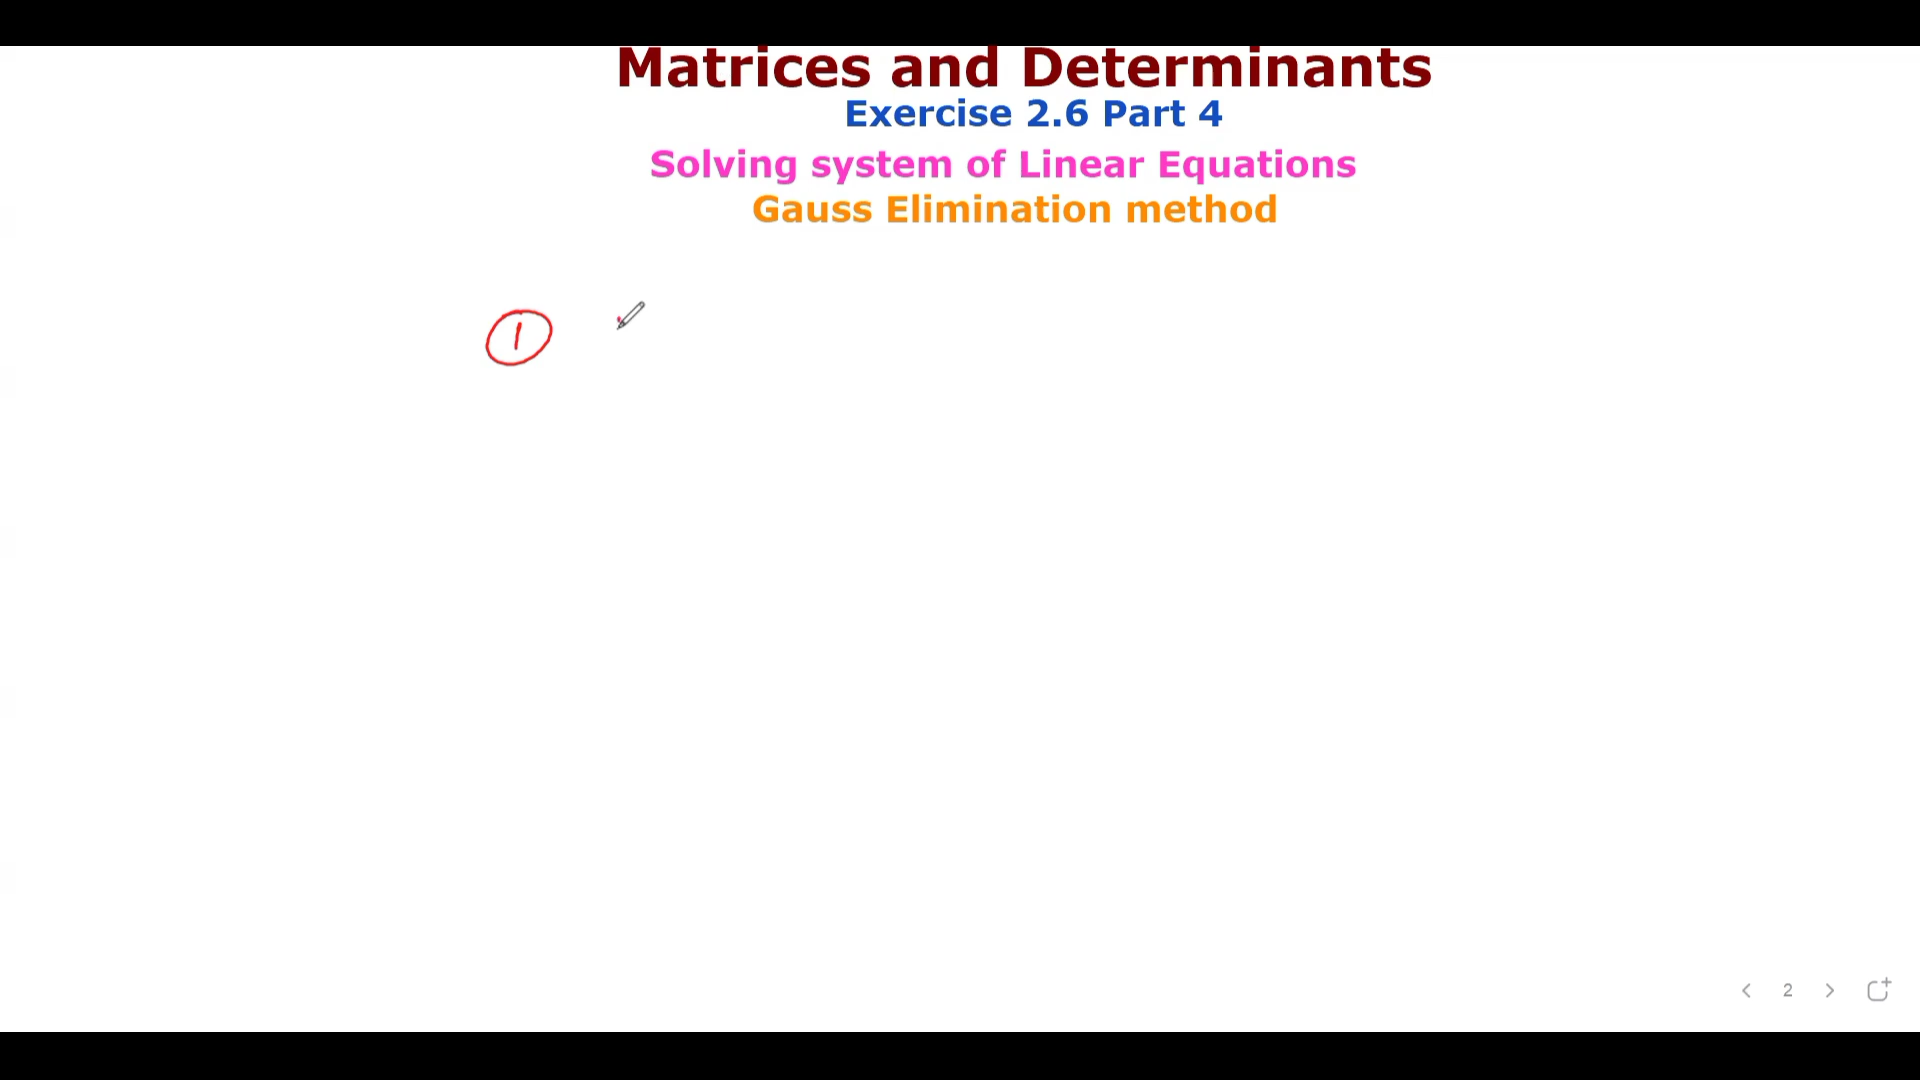 Matrices and Determinants
Exercise 2.6 Part 4
Solving system of Linear Equations
Gauss Elimination method
1
2